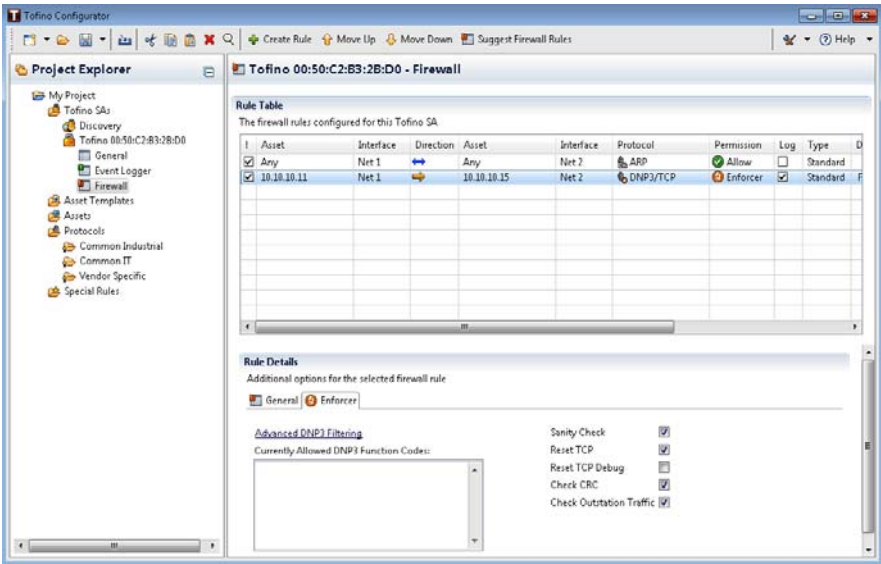 Tofino Configurator
Create Rule Move Up Move Down Suggest Firewall Rules Help
Project Explorer
My Project
Tofino SAs
Discovery
Tofino 00:50:C2:B3:2B:D0
General
Event Logger
Firewall
Asset Templates
Assets
Protocols
Common Industrial
Common IT
Vendor Specific
Special Rules
Tofino 00:50:C2:B3:2B:D0 - Firewall
Rule Table
The firewall rules configured for this Tofino SA
! Asset Interface Direction Asset Interface Protocol Permission Log Type D
Any Net 1 Any Net 2 ARP Allow Standard
10.10.10.11 Net 1 10.10.10.15 Net 2 DNP3/TCP Enforcer Standard F
Rule Details
Additional options for the selected firewall rule
General Enforcer
Advanced DNP3 Filtering
Currently Allowed DNP3 Function Codes:
Sanity Check
Reset TCP
Reset TCP Debug
Check CRC
Check Outstation Traffic